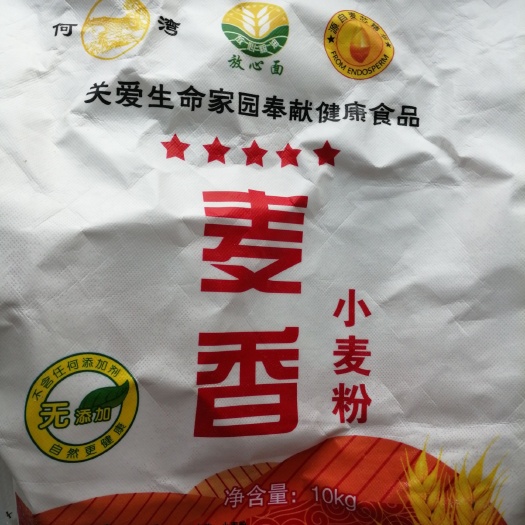 何湾
放心面
FROM ENDOSPERM
关爱生命家园奉献健康食品
麦香
小麦粉
不含任何添加剂
无添加
自然更健康
净含量：10kg